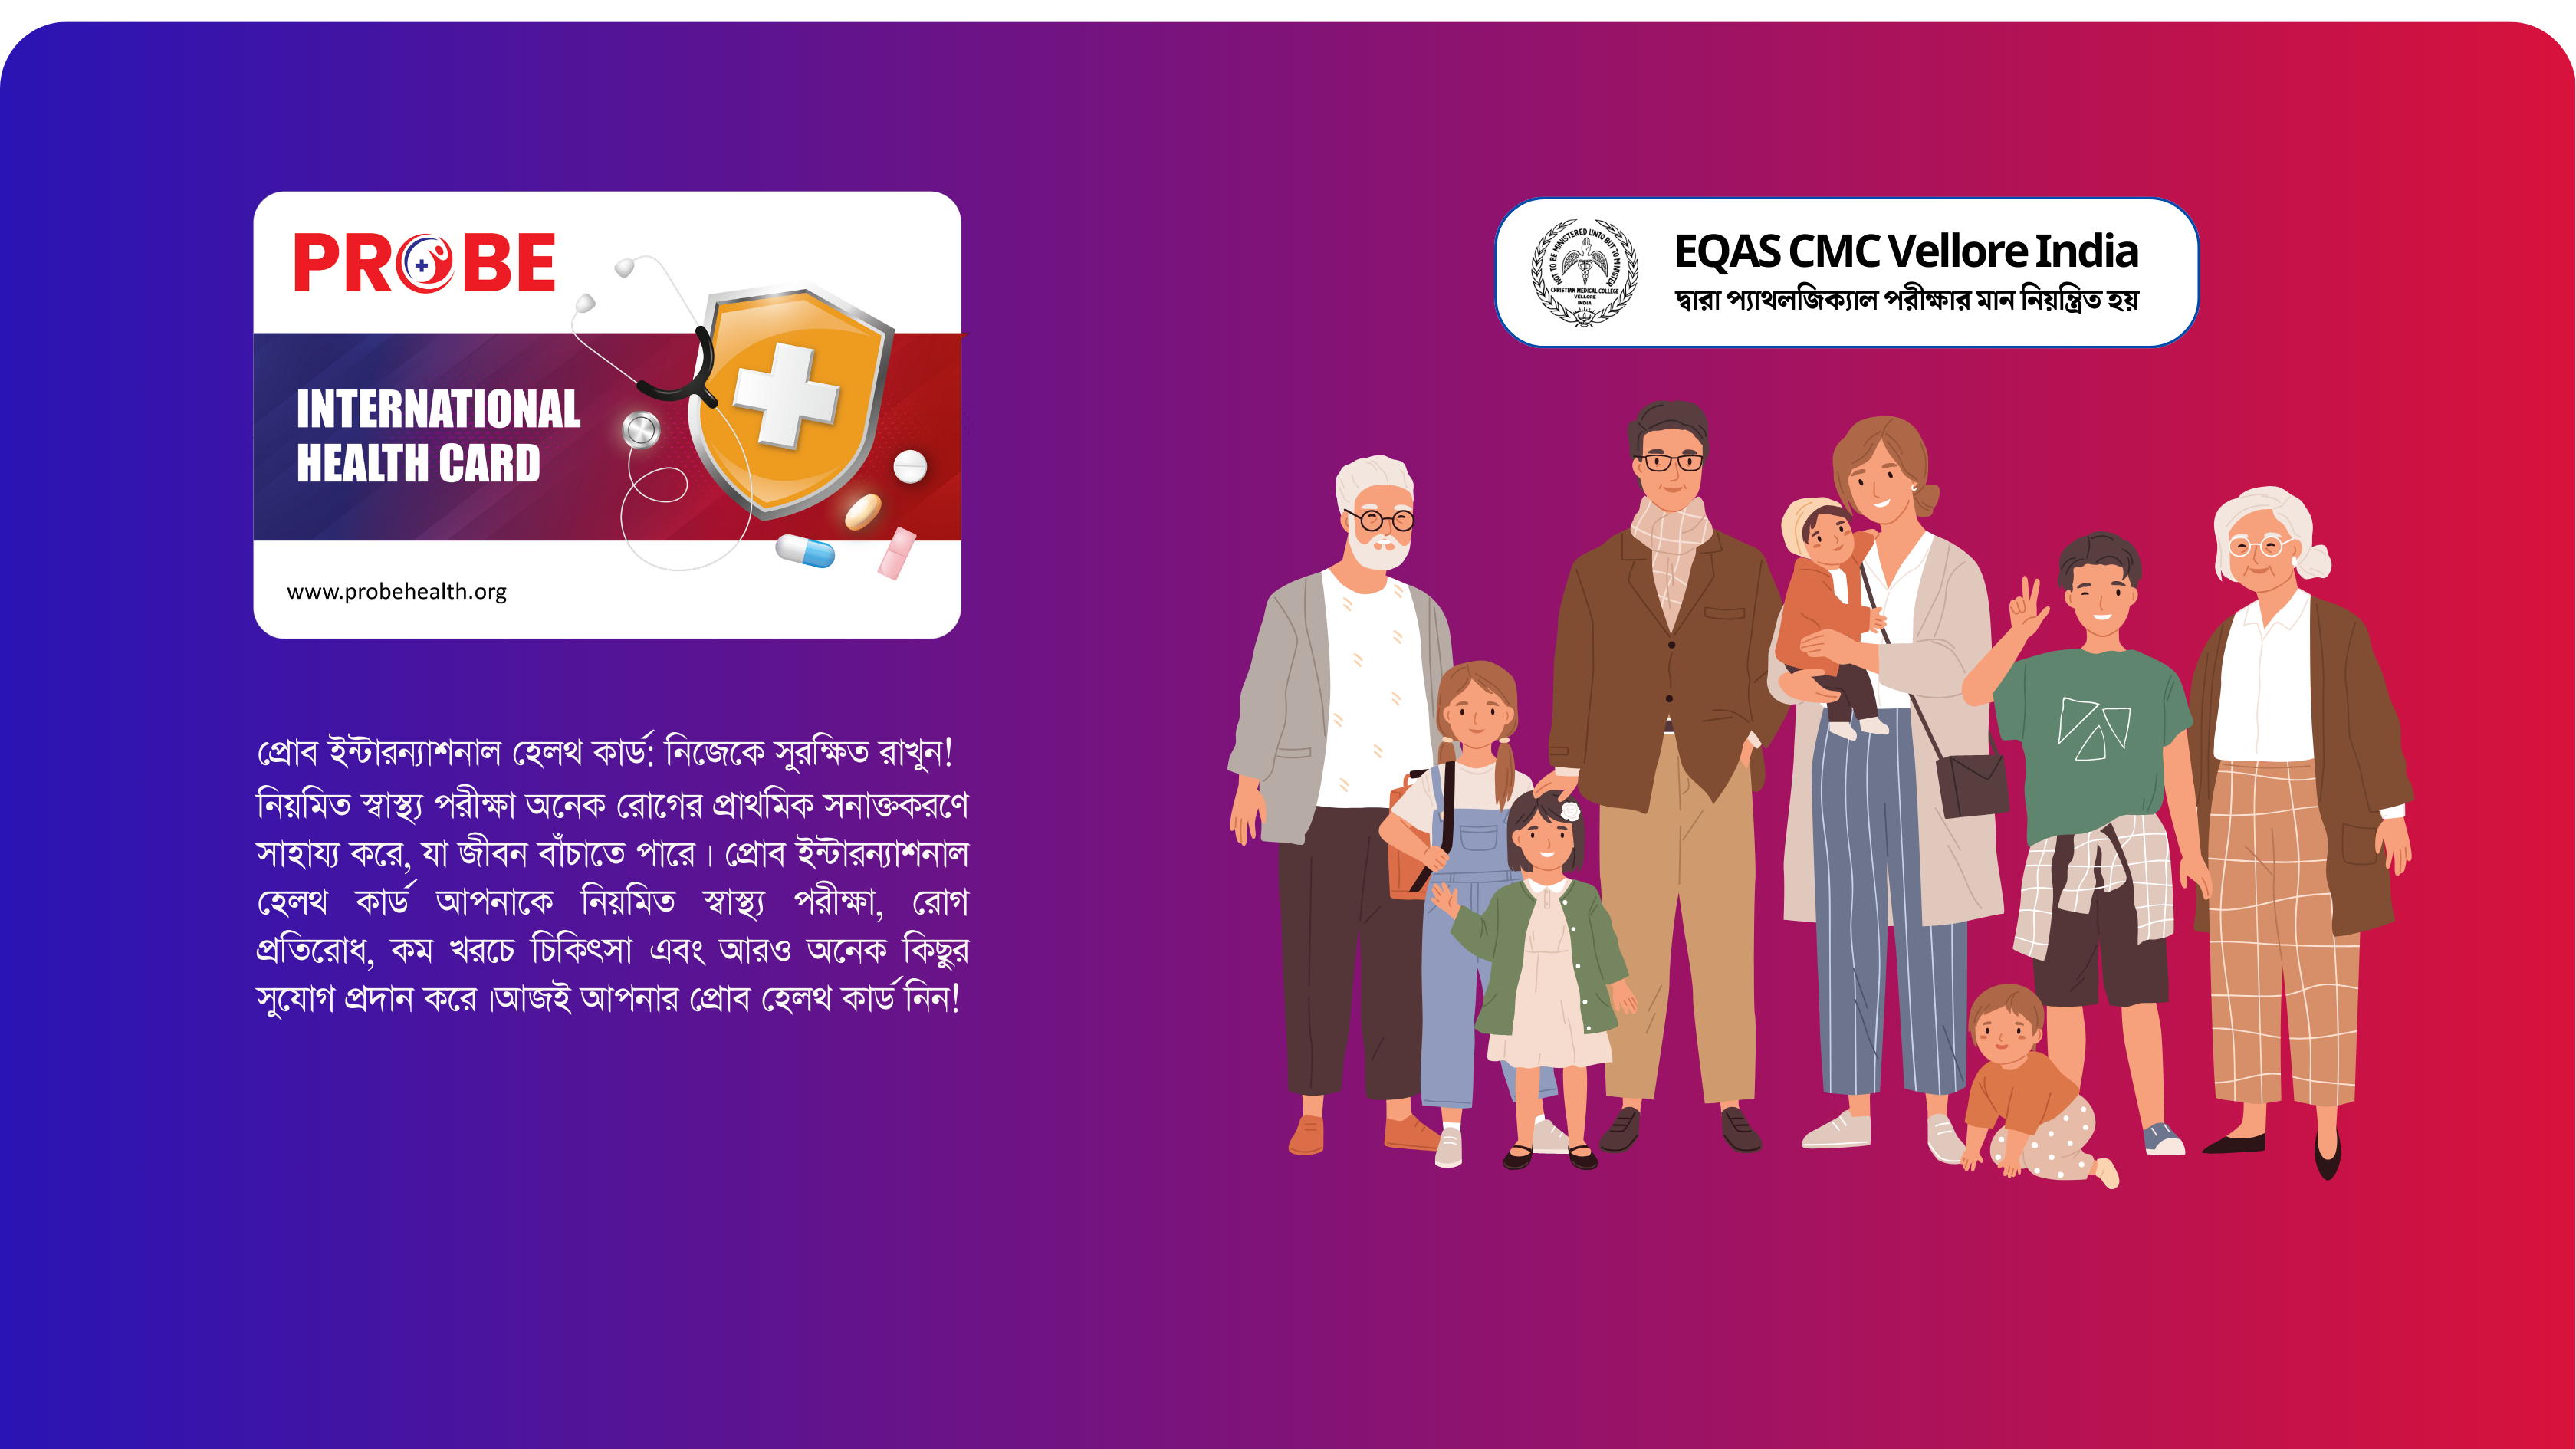 PROBE
INTERNATIONAL
HEALTH CARD
www.probehealth.org
প্রোব ইন্টারন্যাশনাল হেলথ কার্ড: নিজেকে সুরক্ষিত রাখুন!
নিয়মিত স্বাস্থ্য পরীক্ষা অনেক রোগের প্রাথমিক সনাক্তকরণে
সাহায্য করে, যা জীবন বাঁচাতে পারে। প্রোব ইন্টারন্যাশনাল
হেলথ কার্ড আপনাকে নিয়মিত স্বাস্থ্য পরীক্ষা, রোগ
প্রতিরোধ, কম খরচে চিকিৎসা এবং আরও অনেক কিছুর
সুযোগ প্রদান করে।আজই আপনার প্রোব হেলথ কার্ড নিন!
NOT TO BE MINISTERED UNTO BUT TO MINISTER
CHRISTIAN MEDICAL COLLEGE
VELLORE
INDIA
EQAS CMC Vellore India
দ্বারা প্যাথলজিক্যাল পরীক্ষার মান নিয়ন্ত্রিত হয়